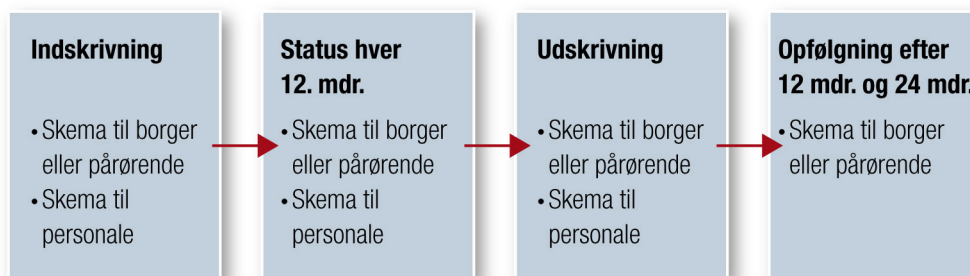 Indskrivning
• Skema til borger
eller pårørende
• Skema til
personale
Status hver
12. mdr.
• Skema til borger
eller pårørende
• Skema til
personale
Udskrivning
• Skema til borger
eller pårørende
• Skema til
personale
Opfølgning efter
12 mdr. og 24 mdr.
• Skema til borger
eller pårørende